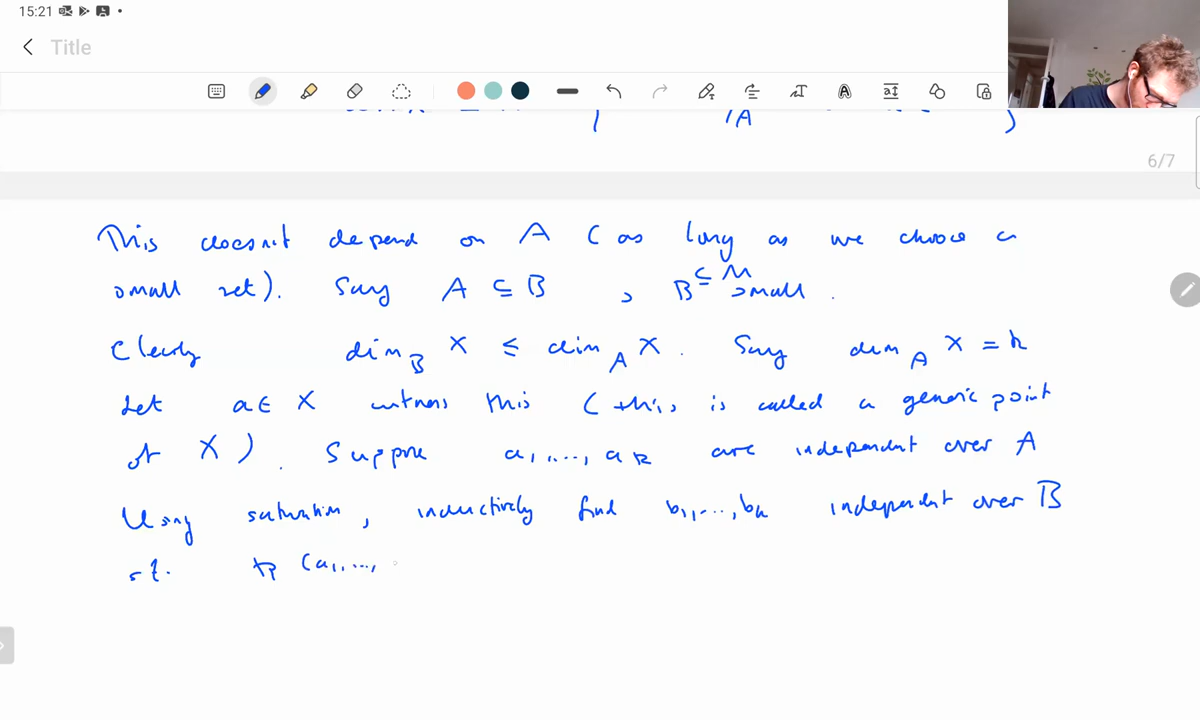 15:21
Title
/A
6/7
This doesn't depend on A ( as long as we choose a
small set). Say A ⊆ B , B ⊆ M small .
Clearly dim_B X ≤ dim_A X . Say dim_A X = k
Let a ∈ X witness this ( this is called a generic point
of X ) . Suppose a1,..., ak are independent over A
Using saturation, inductively find b1,..., bk independent over B
s.t. tp (a1,...,